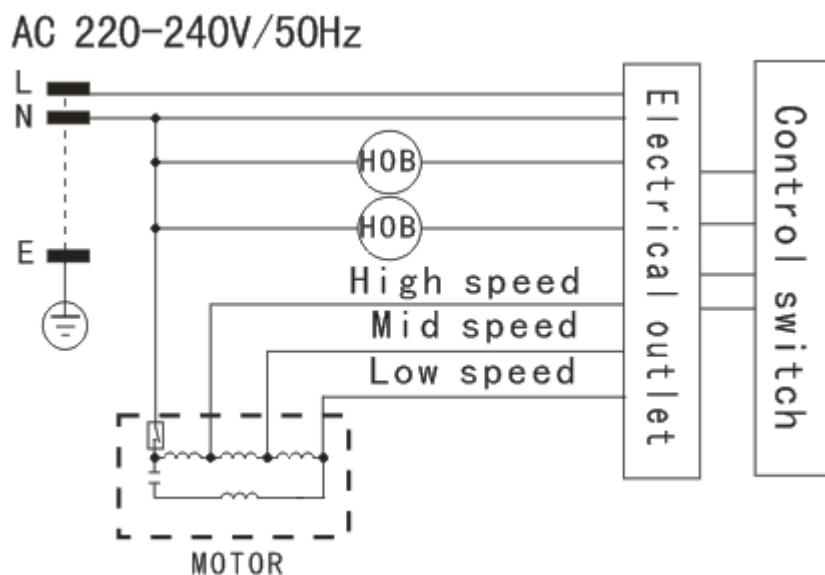 AC 220-240V/50Hz
L
N
E
HOB
HOB
High speed
Mid speed
Low speed
MOTOR
Electrical outlet
Control switch